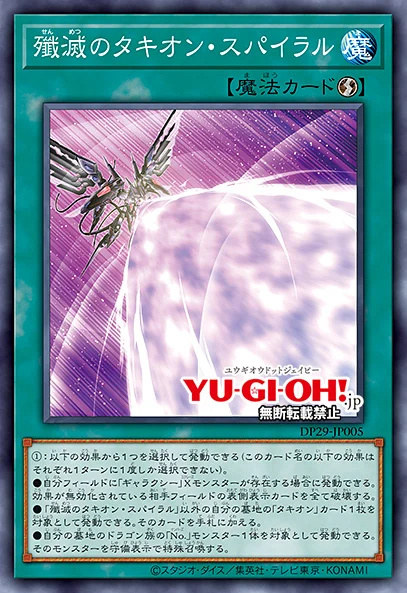 殲滅のタキオン・スパイラル 魔
【魔法カード】
ユウギオウドットジェイピー
YU-GI-OH!.jp
無断転載禁止
DP29-JP005
①:以下の効果から1つを選択して発動できる(このカード名の以下の効果は
それぞれ1ターンに1度しか選択できない)。
●自分フィールドに「ギャラクシー」Xモンスターが存在する場合に発動できる。
効果が無効化されている相手フィールドの表側表示カードを全て破壊する。
●「殲滅のタキオン・スパイラル」以外の自分の墓地の「タキオン」カード1枚を
対象として発動できる。そのカードを手札に加える。
●自分の墓地のドラゴン族の「No.」モンスター1体を対象として発動できる。
そのモンスターを守備表示で特殊召喚する。
©スタジオ・ダイス/集英社・テレビ東京・KONAMI